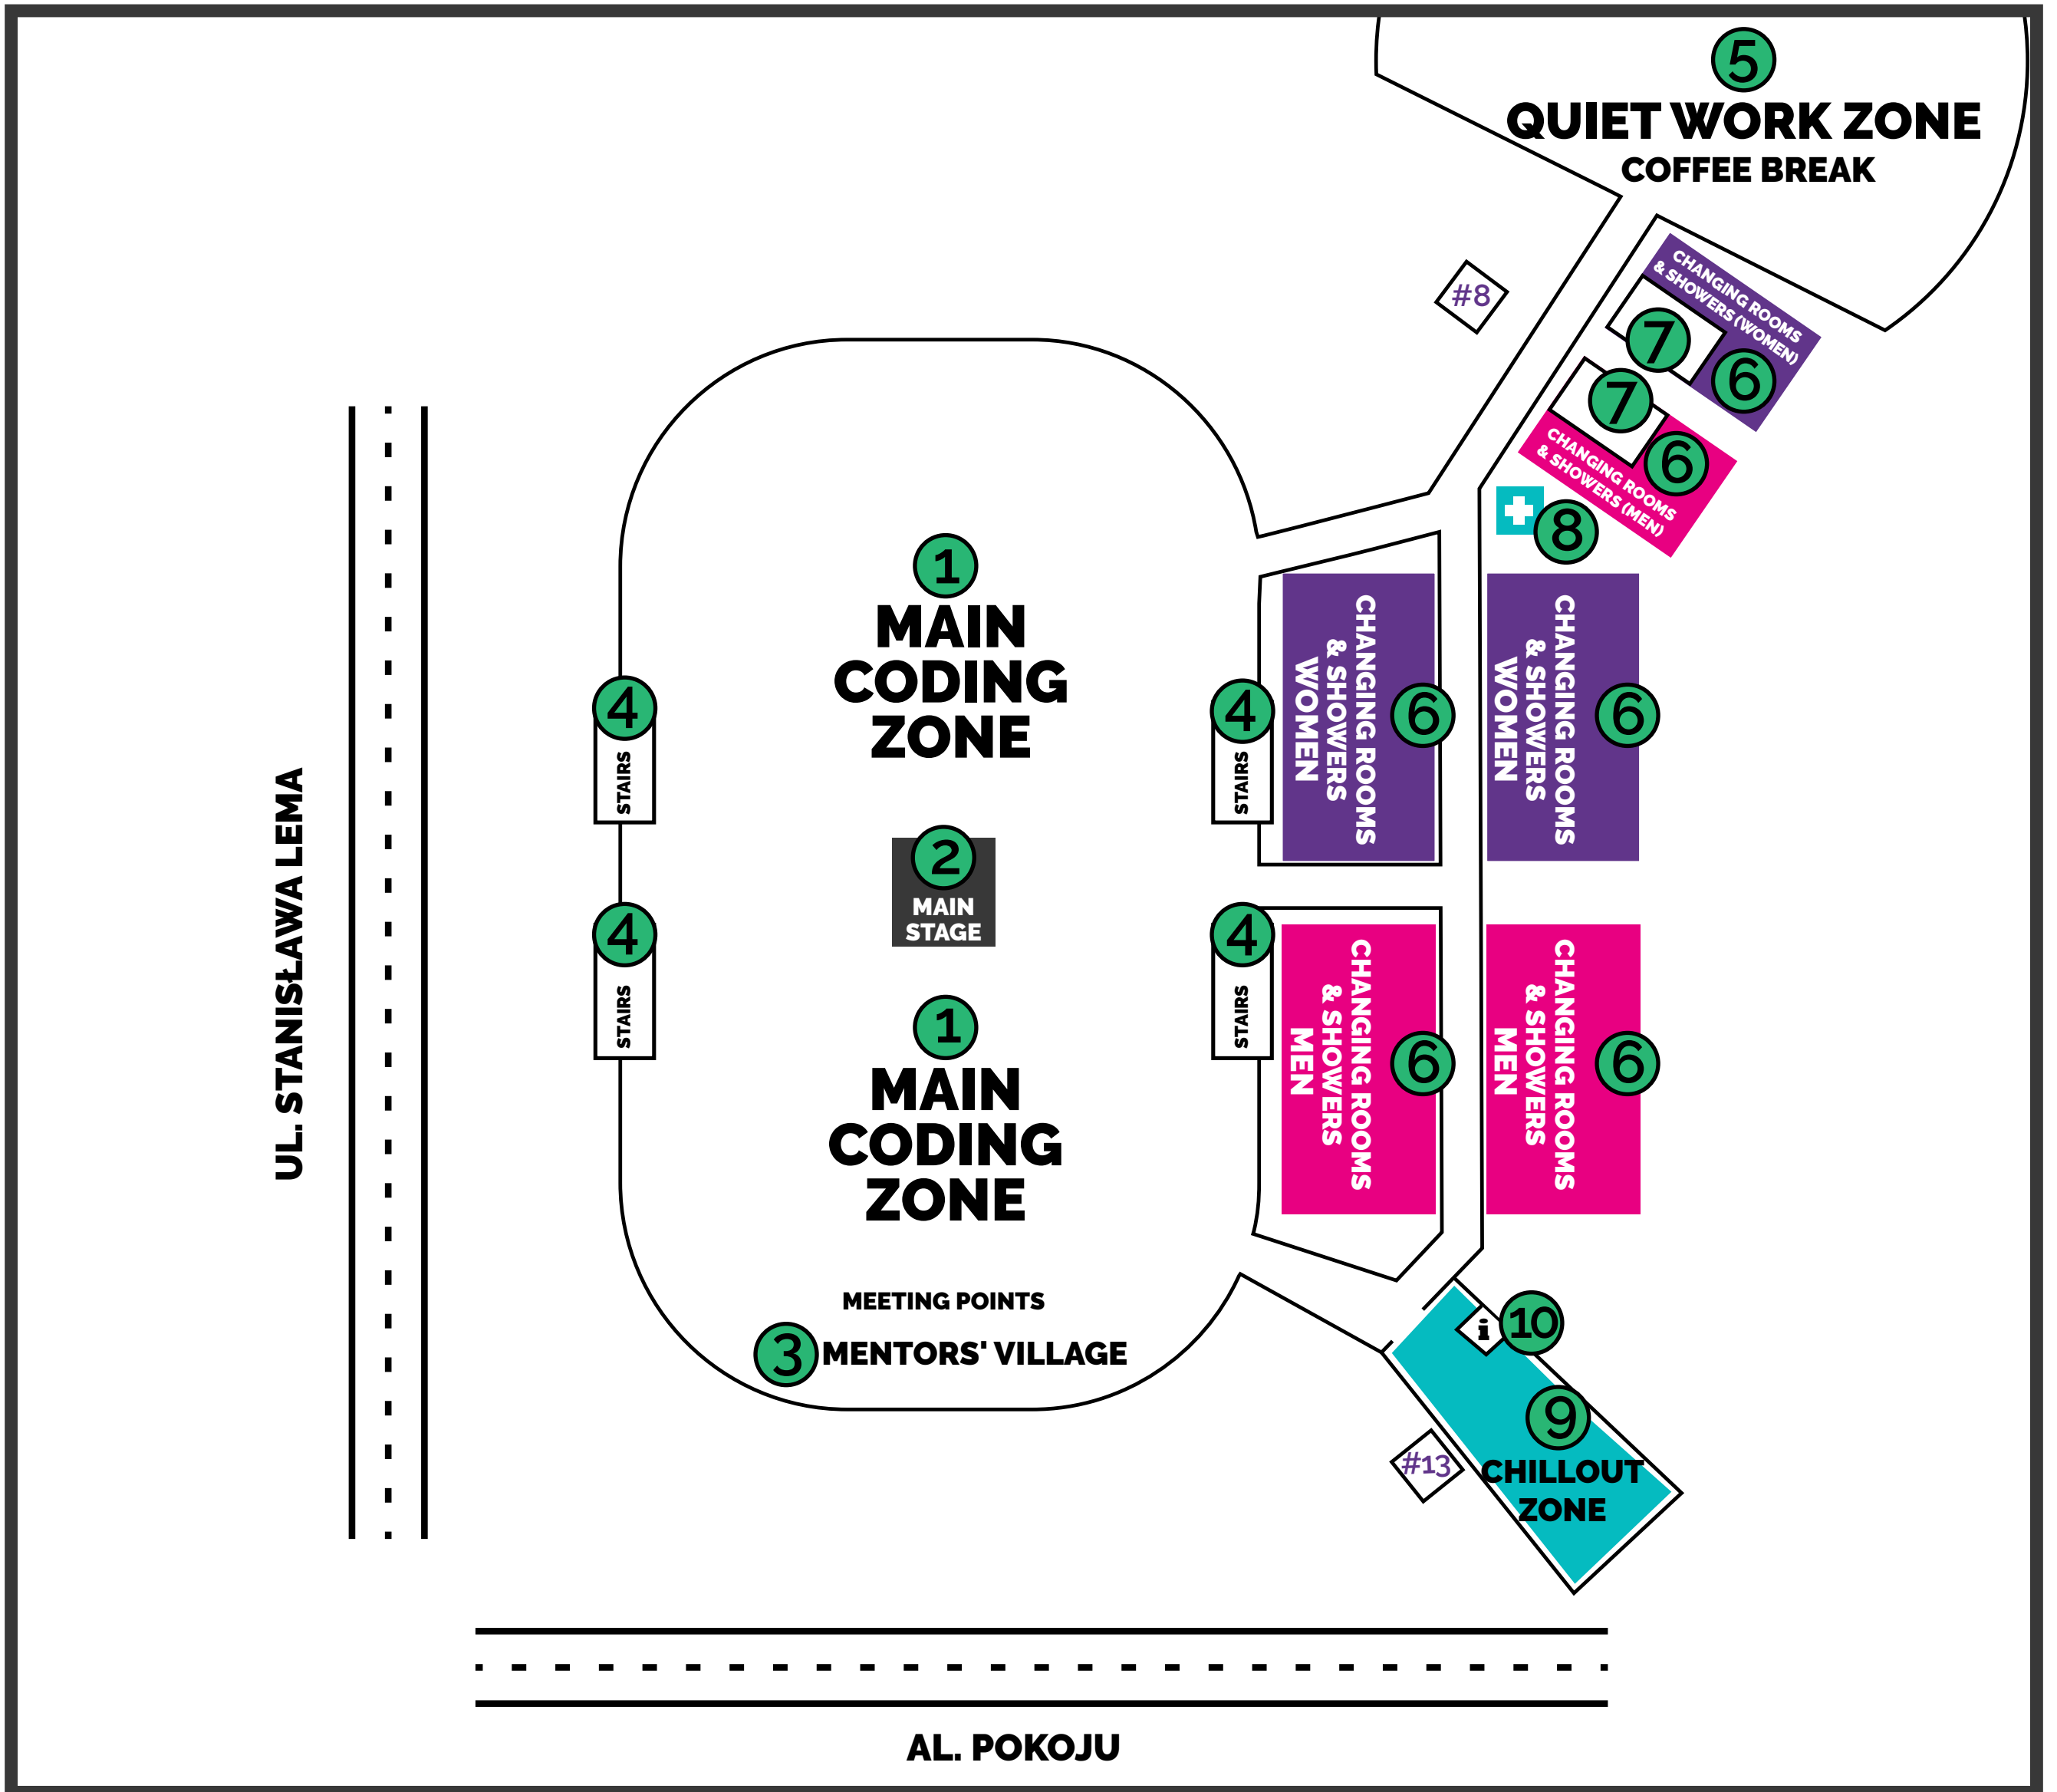 5
QUIET WORK ZONE
COFFEE BREAK
#8
CHANGING ROOMS
& SHOWERS (WOMEN)
7
6
7
6
CHANGING ROOMS
& SHOWERS (MEN)
8
1
MAIN
CODING
ZONE
4
STAIRS
4
STAIRS
CHANGING ROOMS
& SHOWERS
WOMEN
6
CHANGING ROOMS
& SHOWERS
WOMEN
6
UL. STANISŁAWA LEMA
2
MAIN
STAGE
4
STAIRS
4
STAIRS
CHANGING ROOMS
& SHOWERS
MEN
6
CHANGING ROOMS
& SHOWERS
MEN
6
1
MAIN
CODING
ZONE
MEETING POINTS
3 MENTORS' VILLAGE
i
10
9
CHILLOUT
ZONE
#13
AL. POKOJU